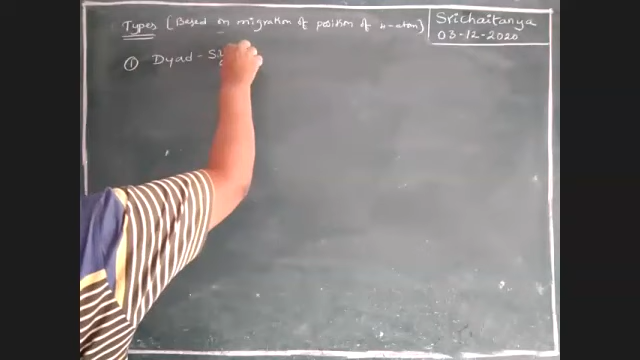 Types [Based on migration of position of H-atom]
Srichaitanya
03-12-2020
① Dyad - S